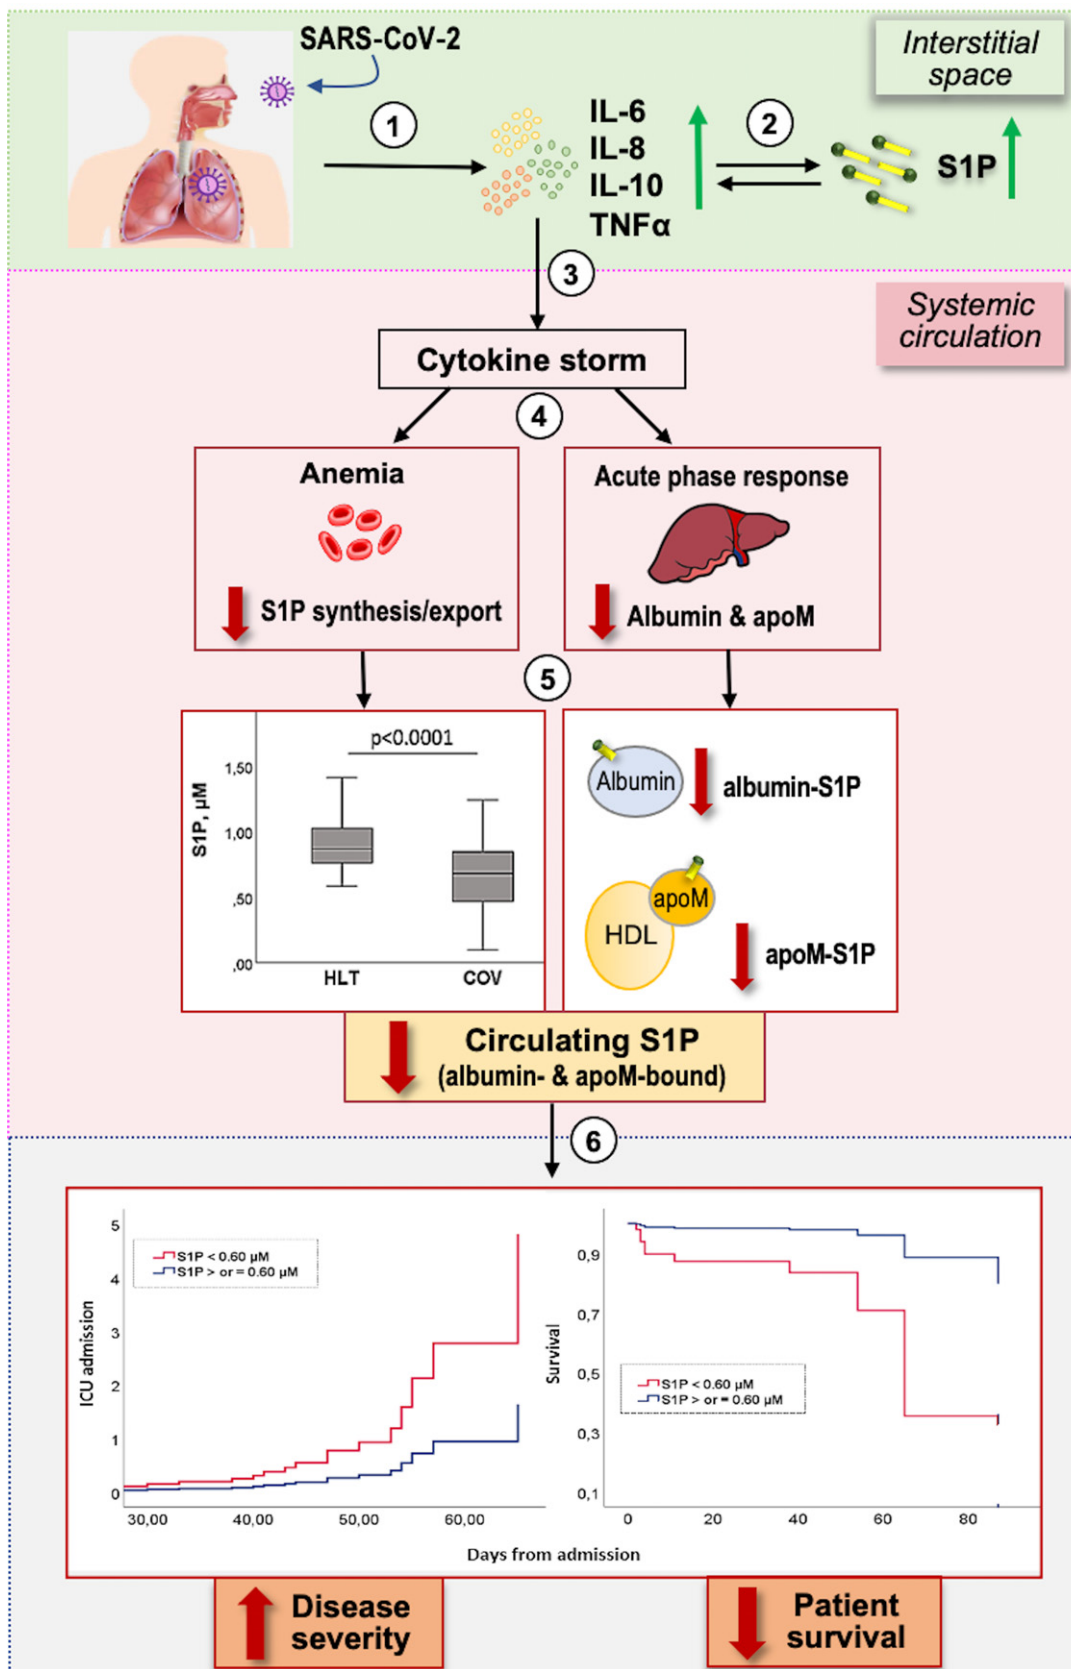 SARS-CoV-2
Interstitial
space
1
IL-6
IL-8
IL-10
TNFα
2
S1P
3
Systemic
circulation
Cytokine storm
4
Anemia
S1P synthesis/export
Acute phase response
Albumin & apoM
5
p<0.0001
S1P, µM
1,50
1,00
,50
,00
HLT
COV
Albumin
albumin-S1P
apoM
HDL
apoM-S1P
Circulating S1P
(albumin- & apoM-bound)
6
ICU admission
5
4
3
2
1
0
S1P < 0.60 µM
S1P > or = 0.60 µM
30,00
40,00
50,00
60,00
Survival
0,9
0,7
0,5
0,3
0,1
S1P < 0.60 µM
S1P > or = 0.60 µM
0
20
40
60
80
Days from admission
Disease
severity
Patient
survival